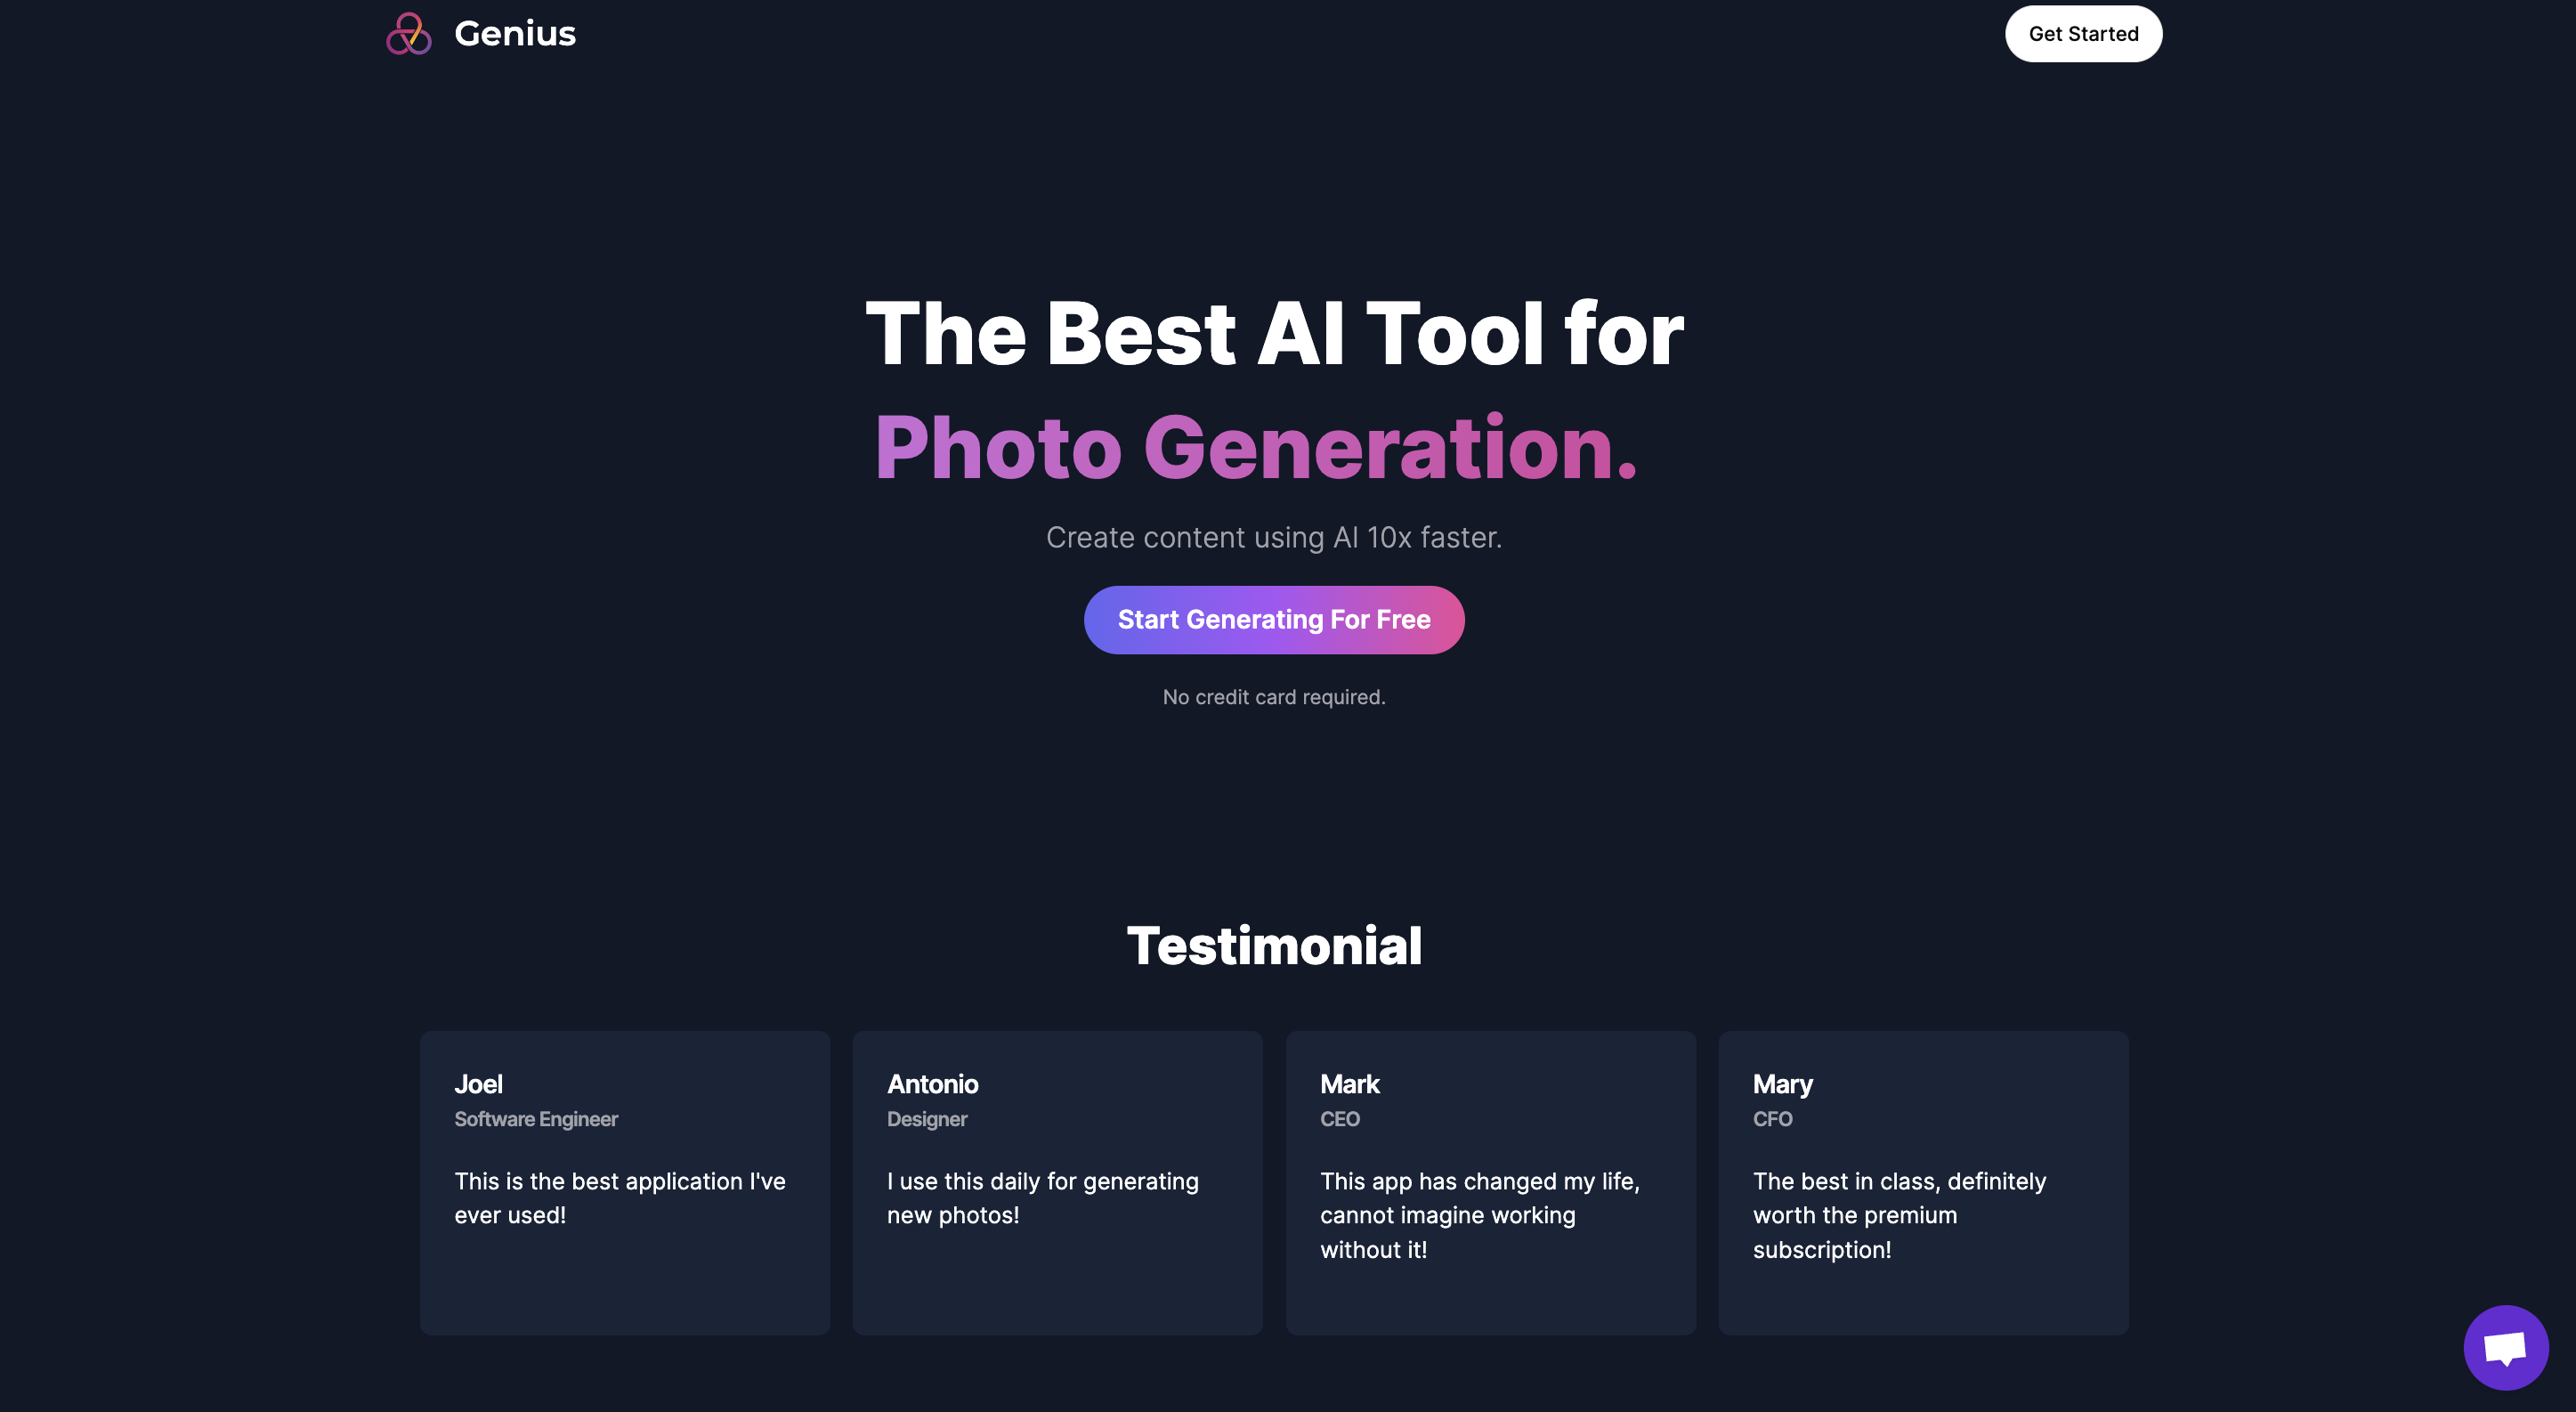 Genius
Get Started
The Best AI Tool for
Photo Generation.
Create content using AI 10x faster.
Start Generating For Free
No credit card required.
Testimonial
Joel
Software Engineer
This is the best application I've
ever used!
Antonio
Designer
I use this daily for generating
new photos!
Mark
CEO
This app has changed my life,
cannot imagine working
without it!
Mary
CFO
The best in class, definitely
worth the premium
subscription!